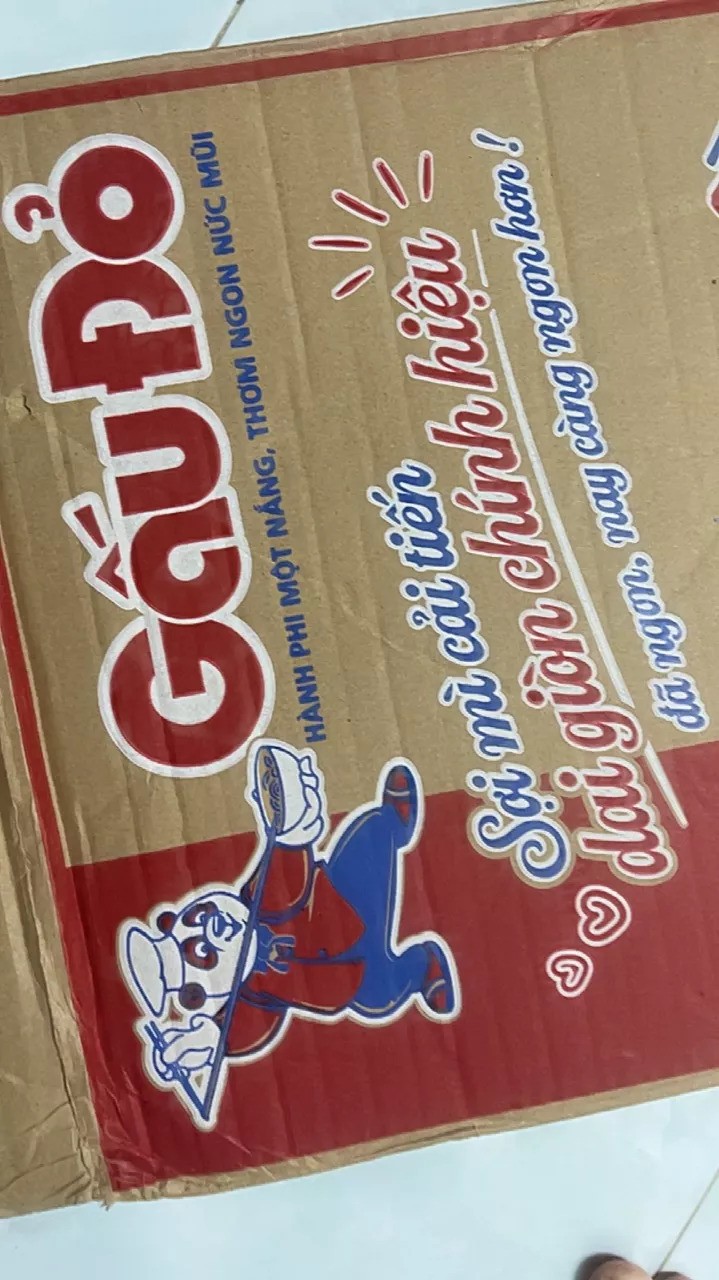 GẤU ĐỎ
HÀNH PHI MỘT NẮNG, THƠM NGON NỨC MŨI
Sợi mì cải tiến
dai giòn chính hiệu
đã ngon, nay càng ngon hơn!